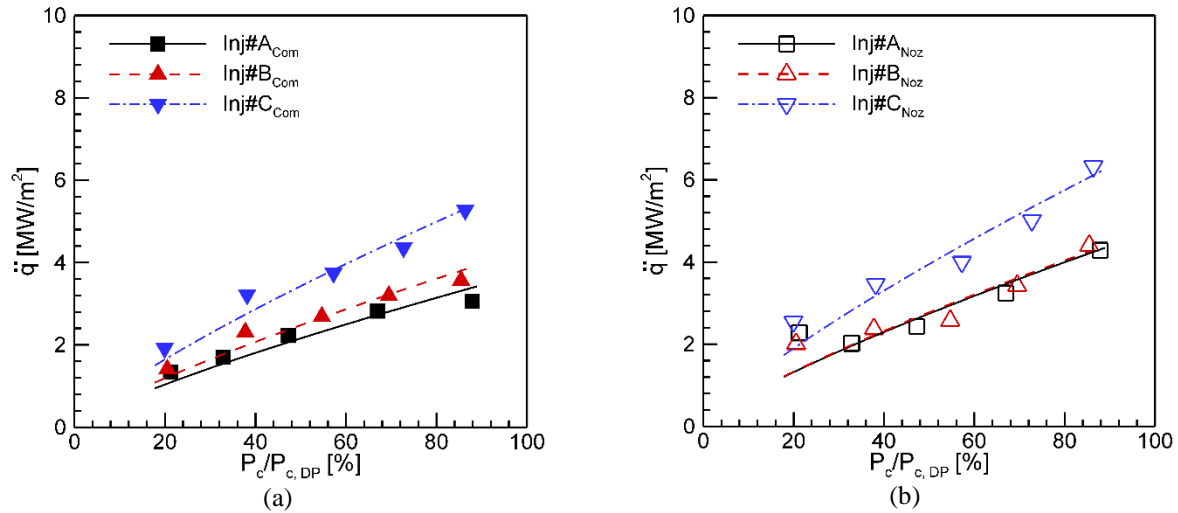 10
8
6
4
2
0
q̈ [MW/m²]
Inj#A_Com
Inj#B_Com
Inj#C_Com
20 40 60 80 100
P_c/P_c, DP [%]
(a)
10
8
6
4
2
0
q̈ [MW/m²]
Inj#A_Noz
Inj#B_Noz
Inj#C_Noz
0 20 40 60 80 100
P_c/P_c, DP [%]
(b)